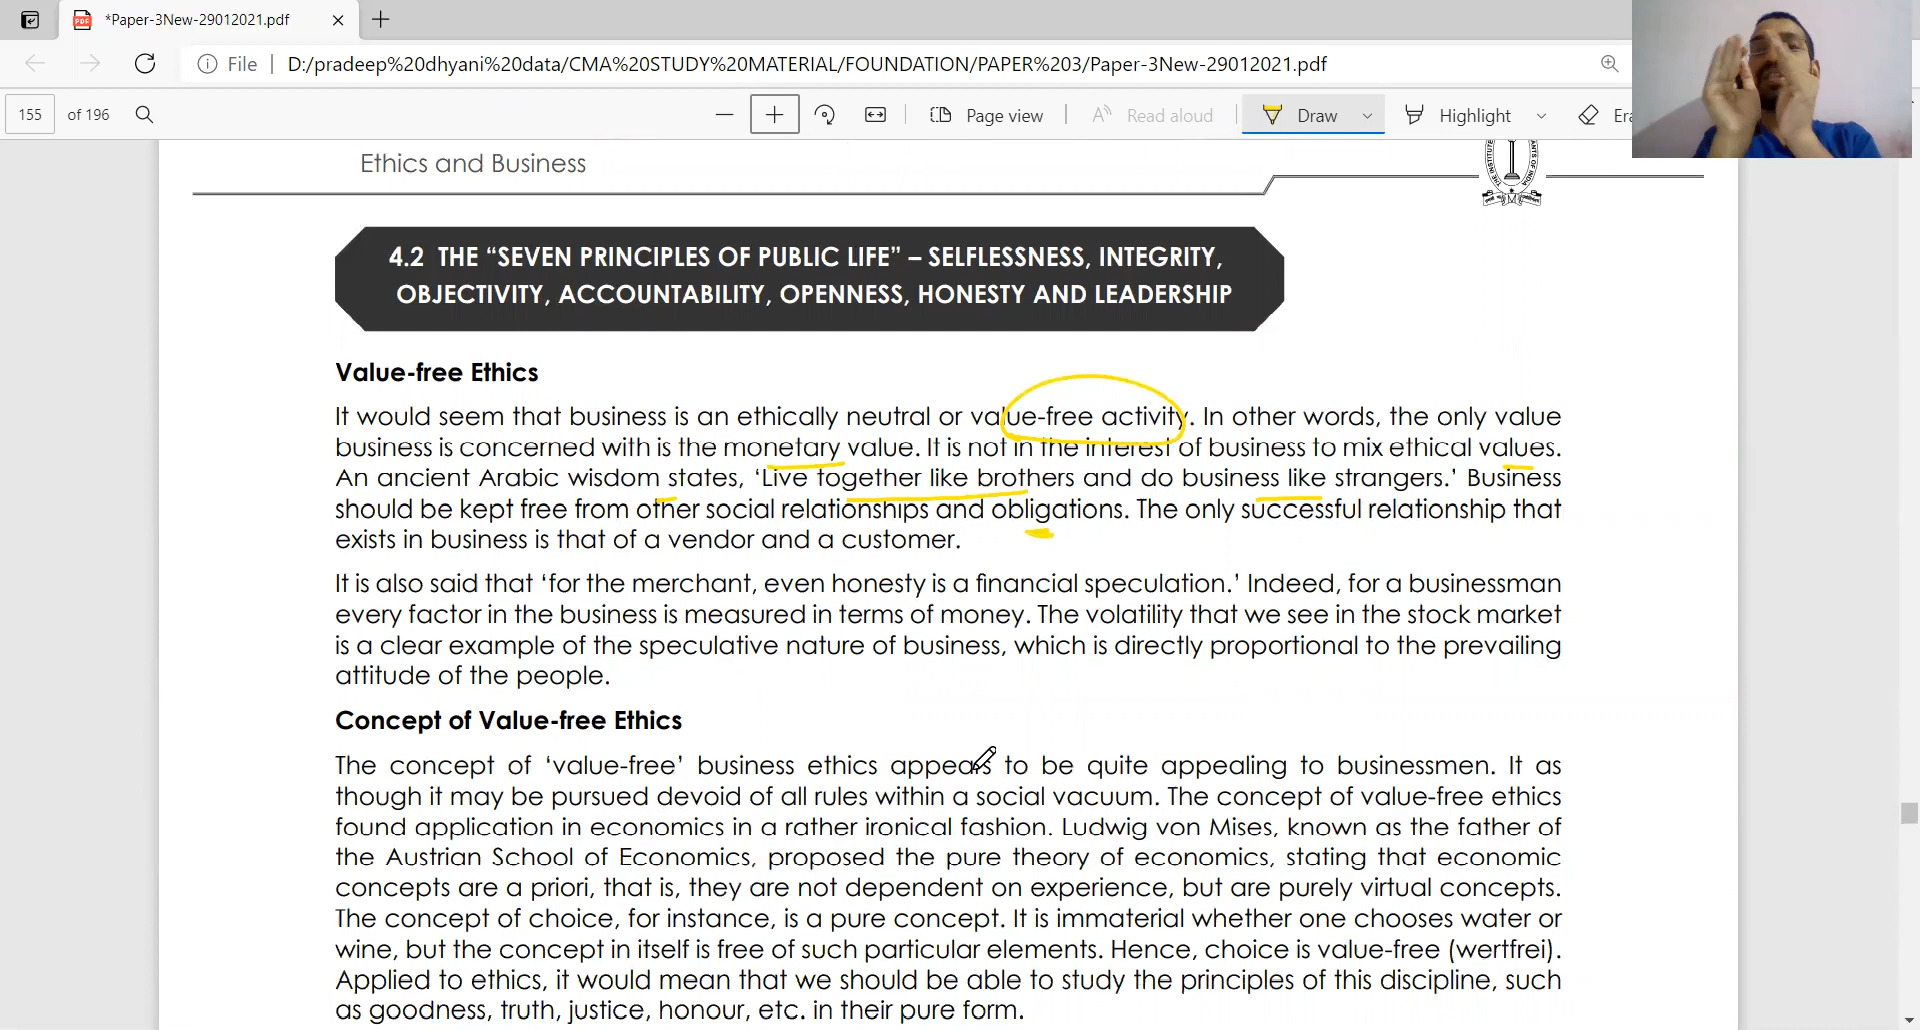 *Paper-3New-29012021.pdf
File
D:/pradeep%20dhyani%20data/CMA%20STUDY%20MATERIAL/FOUNDATION/PAPER%203/Paper-3New-29012021.pdf
155 of 196
Page view
Read aloud
Draw
Highlight
Ethics and Business
4.2 THE “SEVEN PRINCIPLES OF PUBLIC LIFE” – SELFLESSNESS, INTEGRITY,
OBJECTIVITY, ACCOUNTABILITY, OPENNESS, HONESTY AND LEADERSHIP
Value-free Ethics
It would seem that business is an ethically neutral or value-free activity. In other words, the only value
business is concerned with is the monetary value. It is not in the interest of business to mix ethical values.
An ancient Arabic wisdom states, ‘Live together like brothers and do business like strangers.’ Business
should be kept free from other social relationships and obligations. The only successful relationship that
exists in business is that of a vendor and a customer.
It is also said that ‘for the merchant, even honesty is a financial speculation.’ Indeed, for a businessman
every factor in the business is measured in terms of money. The volatility that we see in the stock market
is a clear example of the speculative nature of business, which is directly proportional to the prevailing
attitude of the people.
Concept of Value-free Ethics
The concept of ‘value-free’ business ethics appears to be quite appealing to businessmen. It as
though it may be pursued devoid of all rules within a social vacuum. The concept of value-free ethics
found application in economics in a rather ironical fashion. Ludwig von Mises, known as the father of
the Austrian School of Economics, proposed the pure theory of economics, stating that economic
concepts are a priori, that is, they are not dependent on experience, but are purely virtual concepts.
The concept of choice, for instance, is a pure concept. It is immaterial whether one chooses water or
wine, but the concept in itself is free of such particular elements. Hence, choice is value-free (wertfrei).
Applied to ethics, it would mean that we should be able to study the principles of this discipline, such
as goodness, truth, justice, honour, etc. in their pure form.